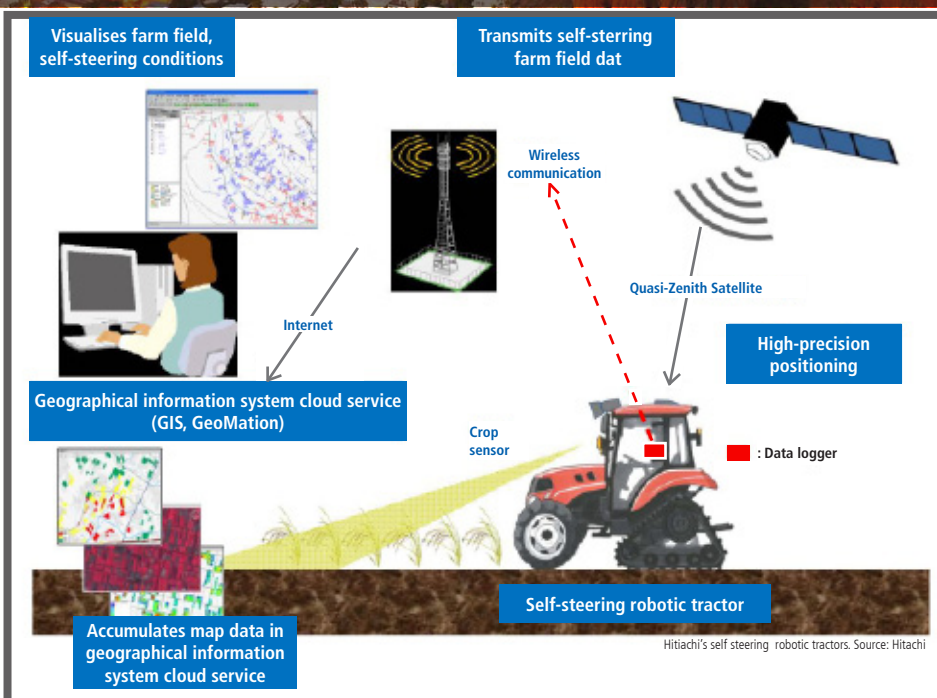 Visualises farm field,
self-steering conditions
Transmits self-sterring
farm field dat
Wireless
communication
Quasi-Zenith Satellite
Internet
High-precision
positioning
Geographical information system cloud service
(GIS, GeoMation)
Crop
sensor
: Data logger
Self-steering robotic tractor
Accumulates map data in
geographical information
system cloud service
Hitiachi's self steering robotic tractors. Source: Hitachi